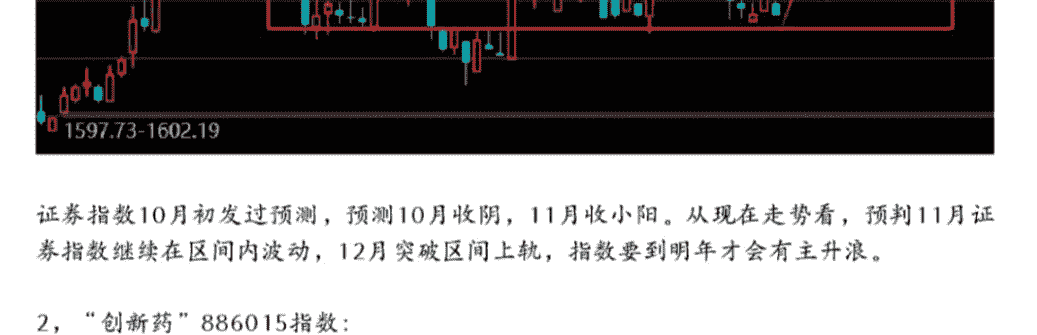 1597.73-1602.19
证券指数10月初发过预测，预测10月收阴，11月收小阳。从现在走势看，预判11月证
券指数继续在区间内波动，12月突破区间上轨，指数要到明年才会有主升浪。
2，“创新药”886015指数：